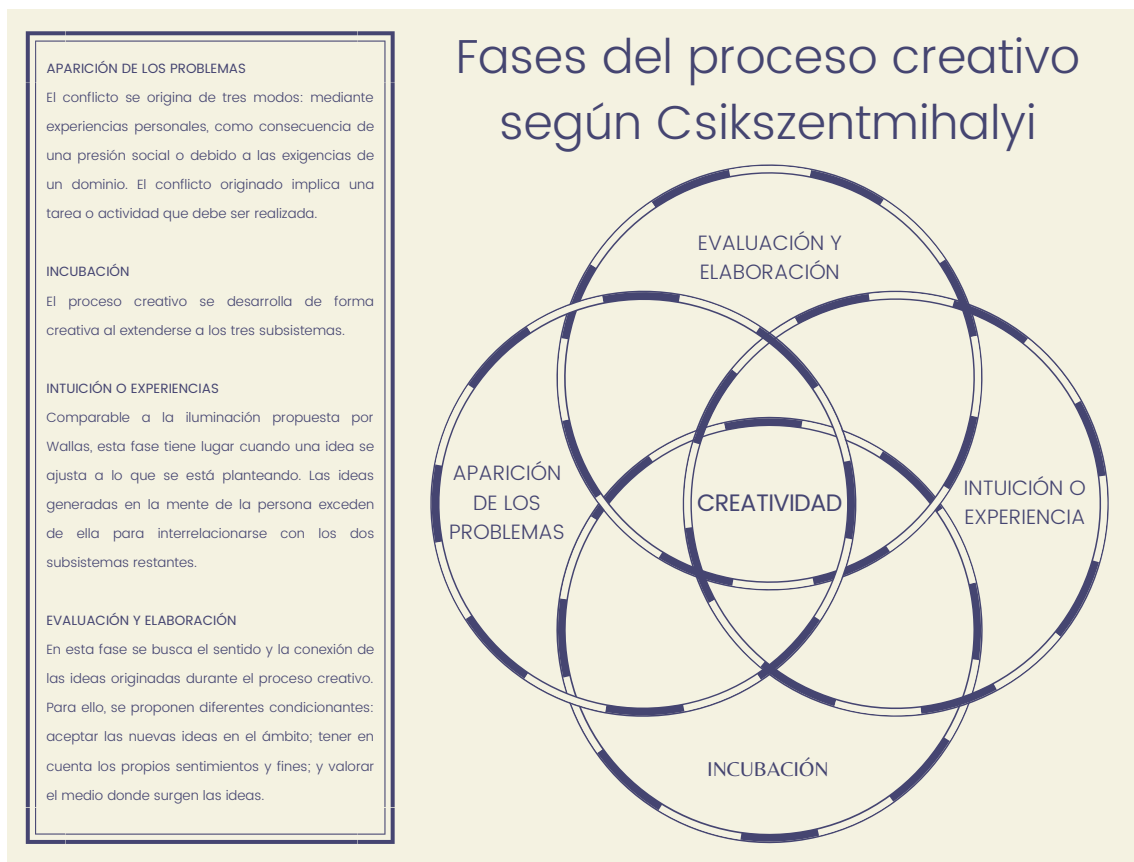 Fases del proceso creativo
según Csikszentmihalyi
APARICIÓN DE LOS PROBLEMAS
El conflicto se origina de tres modos: mediante
experiencias personales, como consecuencia de
una presión social o debido a las exigencias de
un dominio. El conflicto originado implica una
tarea o actividad que debe ser realizada.
INCUBACIÓN
El proceso creativo se desarrolla de forma
creativa al extenderse a los tres subsistemas.
INTUICIÓN O EXPERIENCIAS
Comparable a la iluminación propuesta por
Wallas, esta fase tiene lugar cuando una idea se
ajusta a lo que se está planteando. Las ideas
generadas en la mente de la persona exceden
de ella para interrelacionarse con los dos
subsistemas restantes.
EVALUACIÓN Y ELABORACIÓN
En esta fase se busca el sentido y la conexión de
las ideas originadas durante el proceso creativo.
Para ello, se proponen diferentes condicionantes:
aceptar las nuevas ideas en el ámbito; tener en
cuenta los propios sentimientos y fines; y valorar
el medio donde surgen las ideas.
EVALUACIÓN Y
ELABORACIÓN
APARICIÓN
DE LOS
PROBLEMAS
CREATIVIDAD
INTUICIÓN O
EXPERIENCIA
INCUBACIÓN